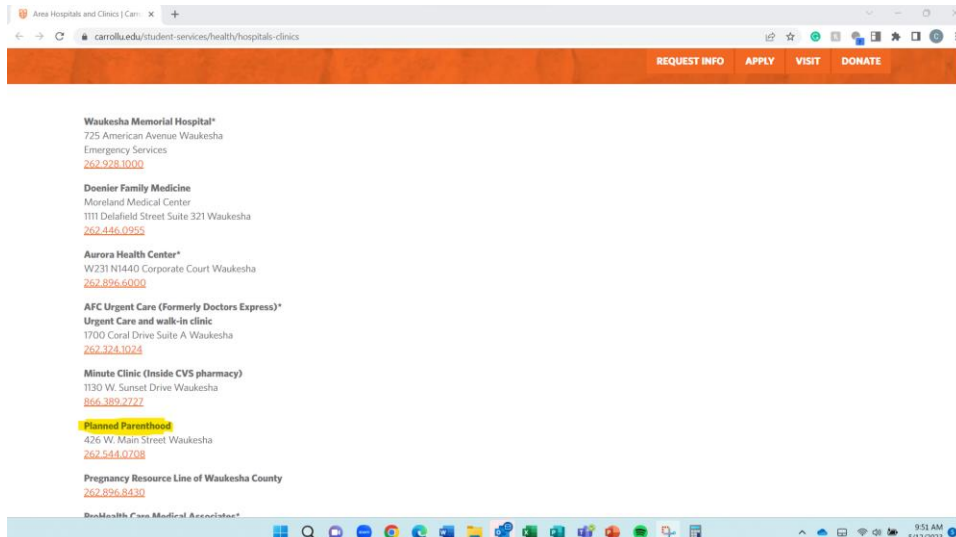 Area Hospitals and Clinics | Carr
carrollu.edu/student-services/health/hospitals-clinics
REQUEST INFO APPLY VISIT DONATE
Waukesha Memorial Hospital*
725 American Avenue Waukesha
Emergency Services
262.928.1000
Doenier Family Medicine
Moreland Medical Center
1111 Delafield Street Suite 321 Waukesha
262.446.0955
Aurora Health Center*
W231 N1440 Corporate Court Waukesha
262.896.6000
AFC Urgent Care (Formerly Doctors Express)*
Urgent Care and walk-in clinic
1700 Coral Drive Suite A Waukesha
262.324.1024
Minute Clinic (Inside CVS pharmacy)
1130 W. Sunset Drive Waukesha
866.389.2727
Planned Parenthood
426 W. Main Street Waukesha
262.544.0708
Pregnancy Resource Line of Waukesha County
262.896.8430
ProHealth Care Medical Associates*
9:51 AM